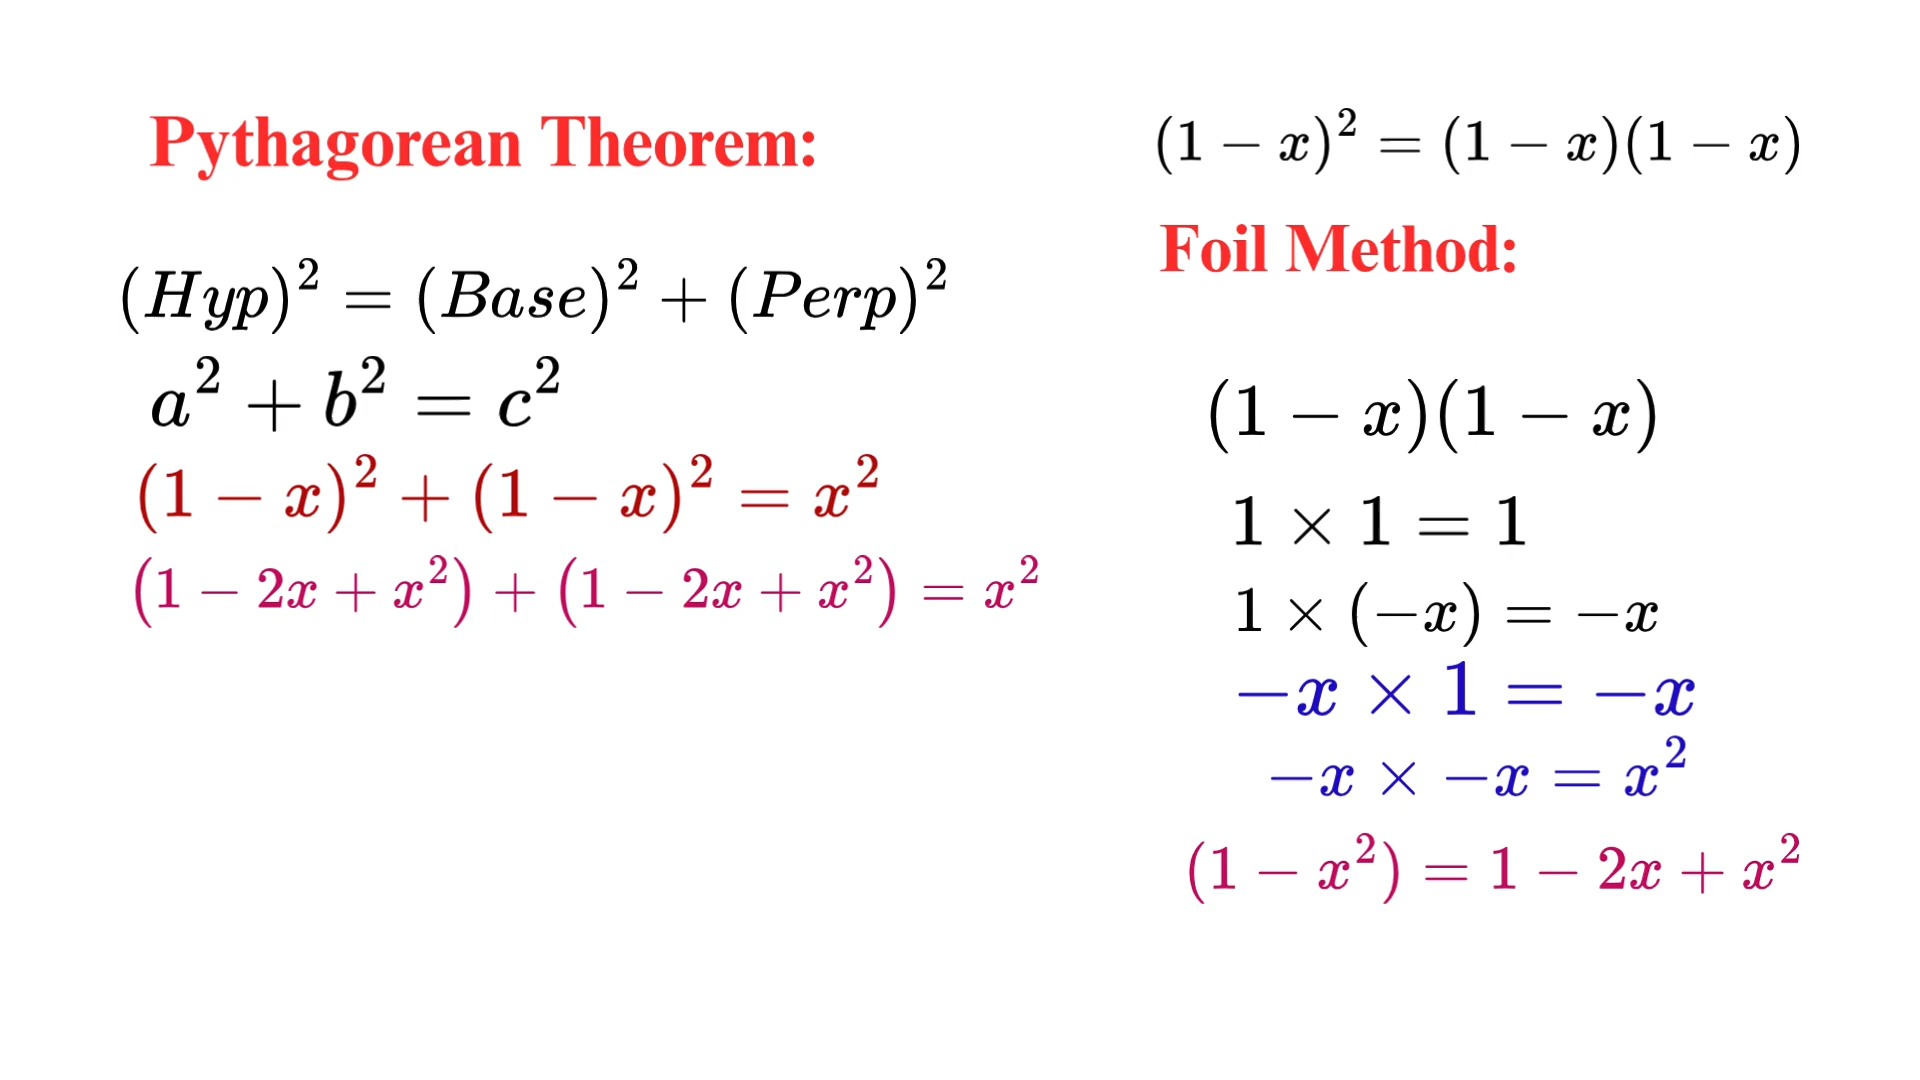 Pythagorean Theorem:
(Hyp)² = (Base)² + (Perp)²
a² + b² = c²
(1 − x)² + (1 − x)² = x²
(1 − 2x + x²) + (1 − 2x + x²) = x²
(1 − x)² = (1 − x)(1 − x)
Foil Method:
(1 − x)(1 − x)
1 × 1 = 1
1 × (−x) = −x
−x × 1 = −x
−x × −x = x²
(1 − x²) = 1 − 2x + x²